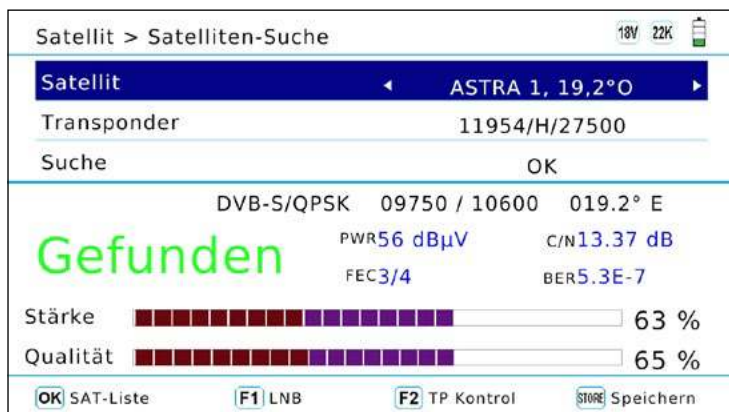 Satellit > Satelliten-Suche 18V 22K
Satellit ASTRA 1, 19,2°O
Transponder 11954/H/27500
Suche OK
DVB-S/QPSK 09750 / 10600 019.2° E
Gefunden
PWR56 dBµV C/N13.37 dB
FEC3/4 BER5.3E-7
Stärke 63 %
Qualität 65 %
OK SAT-Liste F1 LNB F2 TP Kontrol STORE Speichern